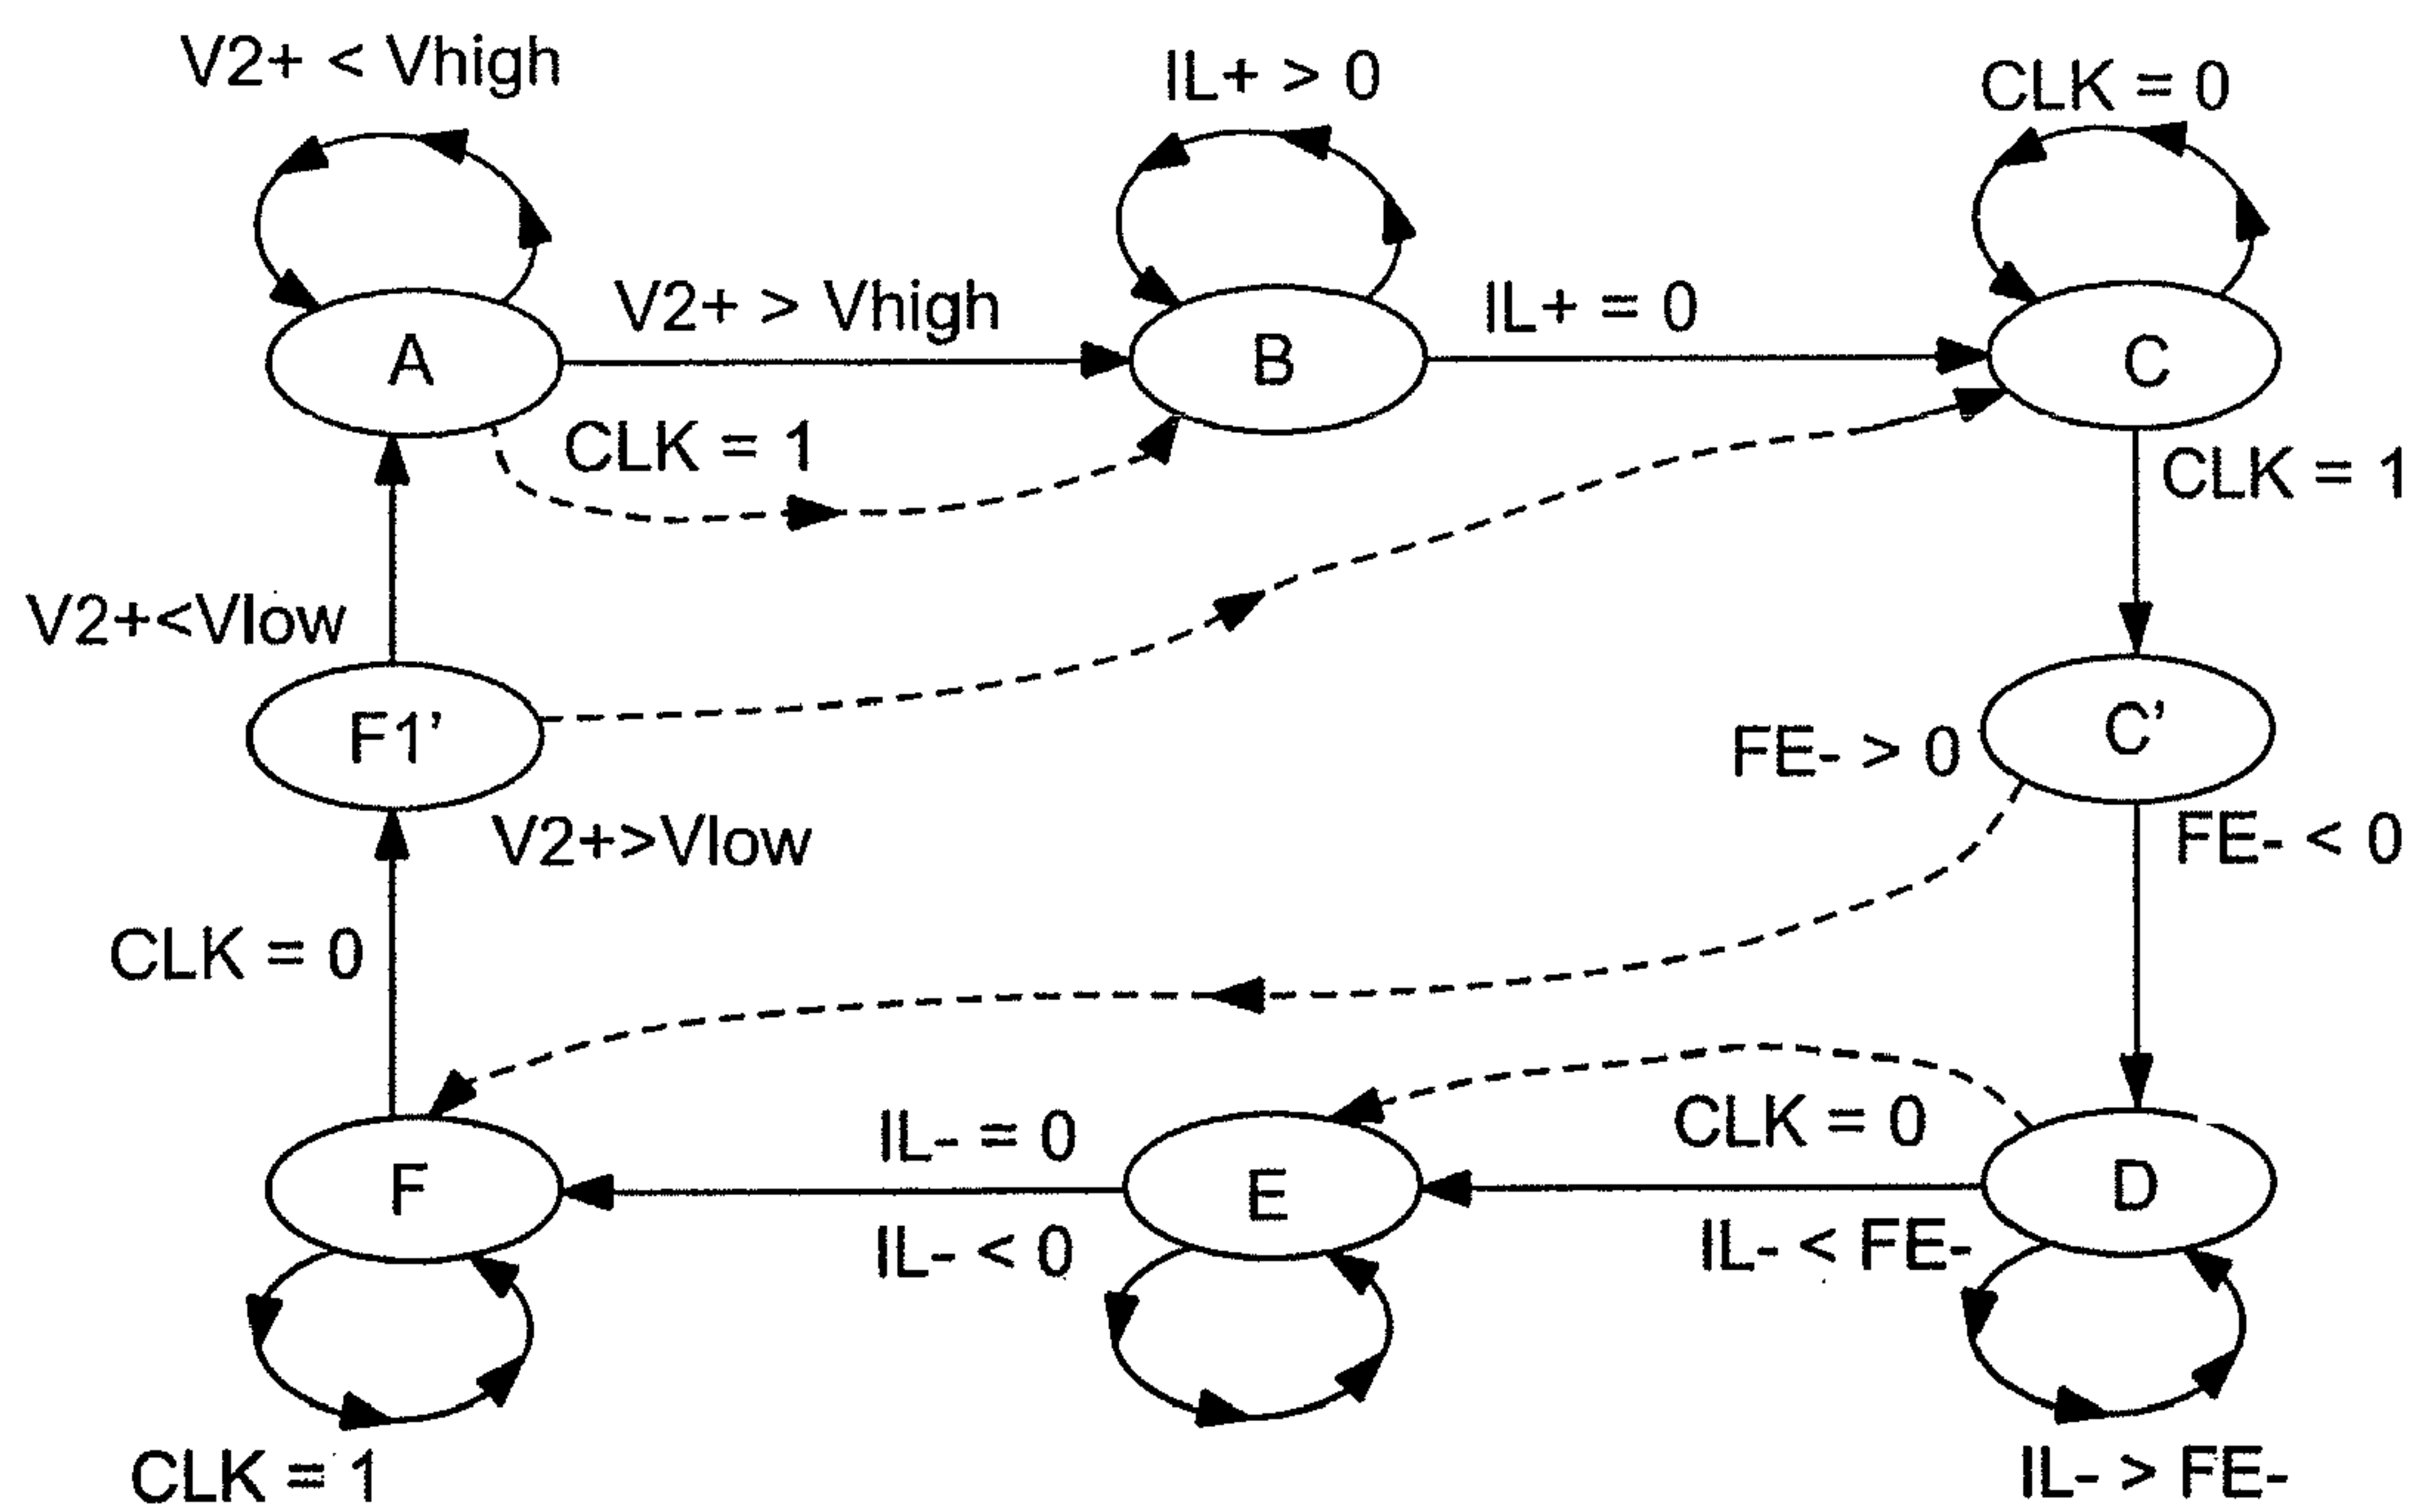 V2+ < Vhigh
IL+ > 0
CLK = 0
V2+ > Vhigh
IL+ = 0
A
B
C
CLK = 1
CLK = 1
V2+<Vlow
F1’
C’
FE- > 0
V2+>Vlow
FE- < 0
CLK = 0
IL- = 0
CLK = 0
F
E
D
IL- < 0
IL- < FE-
CLK = 1
IL- > FE-